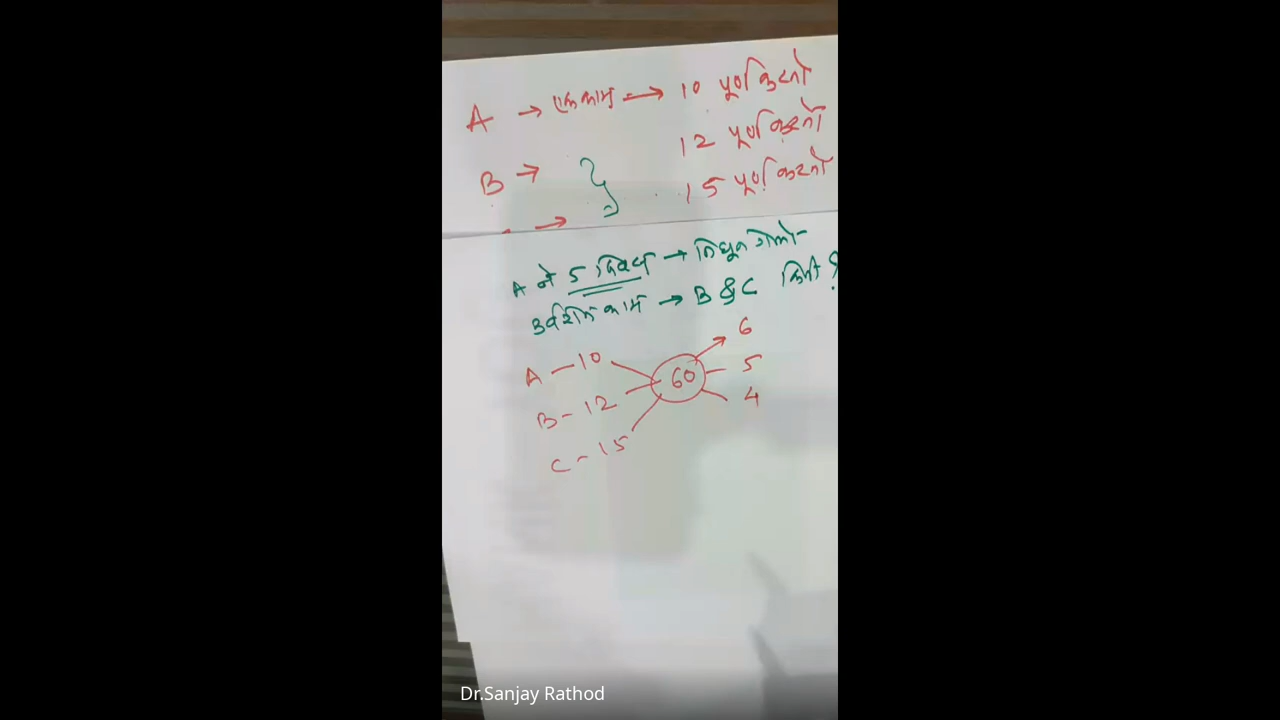 A → एक काम → 10 पूर्ण करतो
12 पूर्ण करतो
B →
15 पूर्ण करतो
→
A ने 5 दिवस → निघून गेला-
उर्वरित काम → B & C किती ?
6
A - 10
60
5
B - 12
4
C - 15
Dr.Sanjay Rathod